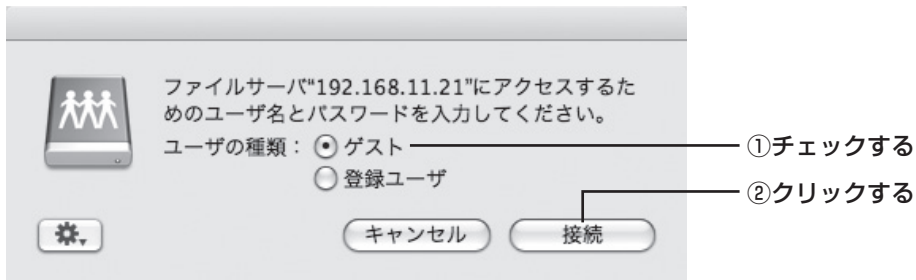 ファイルサーバ“192.168.11.21”にアクセスするた
めのユーザ名とパスワードを入力してください。
ユーザの種類： ゲスト
登録ユーザ
キャンセル
接続
①チェックする
②クリックする